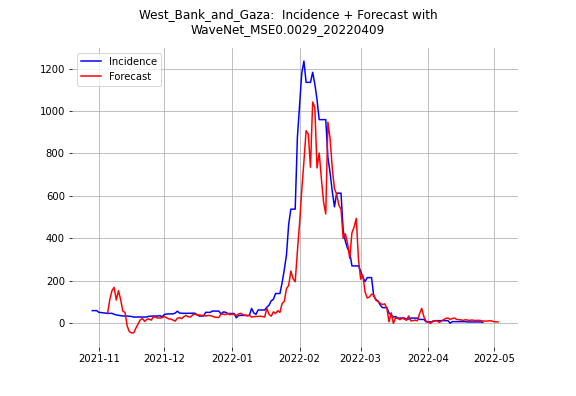 West_Bank_and_Gaza:  Incidence + Forecast with
WaveNet_MSE0.0029_20220409
Incidence
Forecast
1200
1000
800
600
400
200
0
2021-11 2021-12 2022-01 2022-02 2022-03 2022-04 2022-05